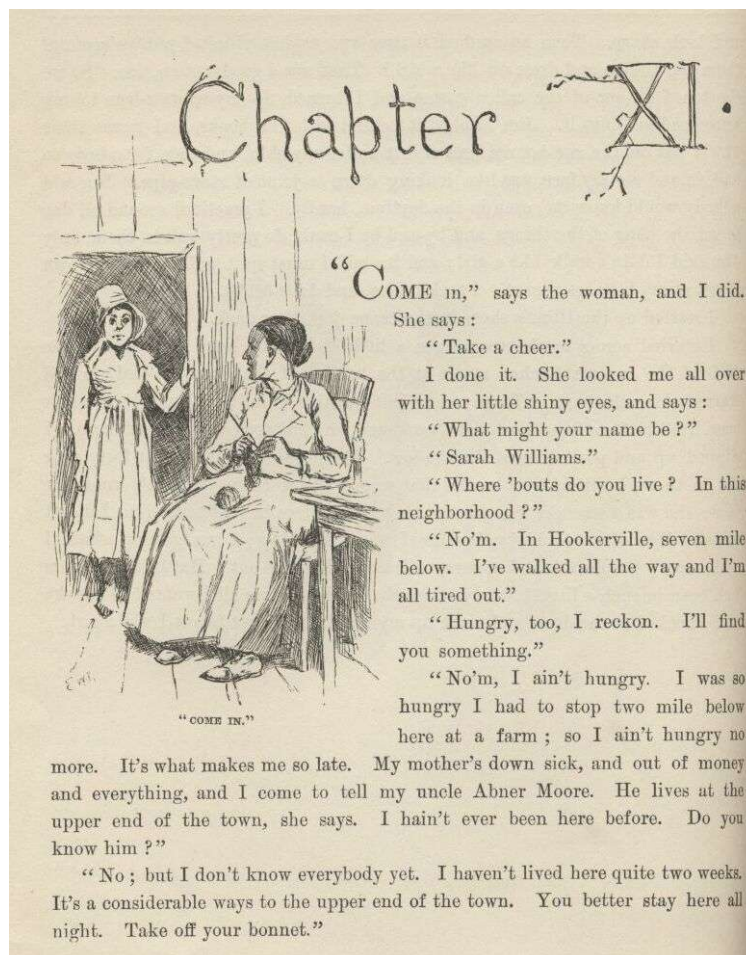 Chapter XI.
"COME in," says the woman, and I did.
She says :
"Take a cheer."
I done it. She looked me all over
with her little shiny eyes, and says :
"What might your name be ?"
"Sarah Williams."
"Where 'bouts do you live ? In this
neighborhood ?"
"No'm. In Hookerville, seven mile
below. I've walked all the way and I'm
all tired out."
"Hungry, too, I reckon. I'll find
you something."
"No'm, I ain't hungry. I was so
hungry I had to stop two mile below
here at a farm ; so I ain't hungry no
more. It's what makes me so late. My mother's down sick, and out of money
and everything, and I come to tell my uncle Abner Moore. He lives at the
upper end of the town, she says. I hain't ever been here before. Do you
know him ?"
"No ; but I don't know everybody yet. I haven't lived here quite two weeks.
It's a considerable ways to the upper end of the town. You better stay here all
night. Take off your bonnet."
"COME IN."